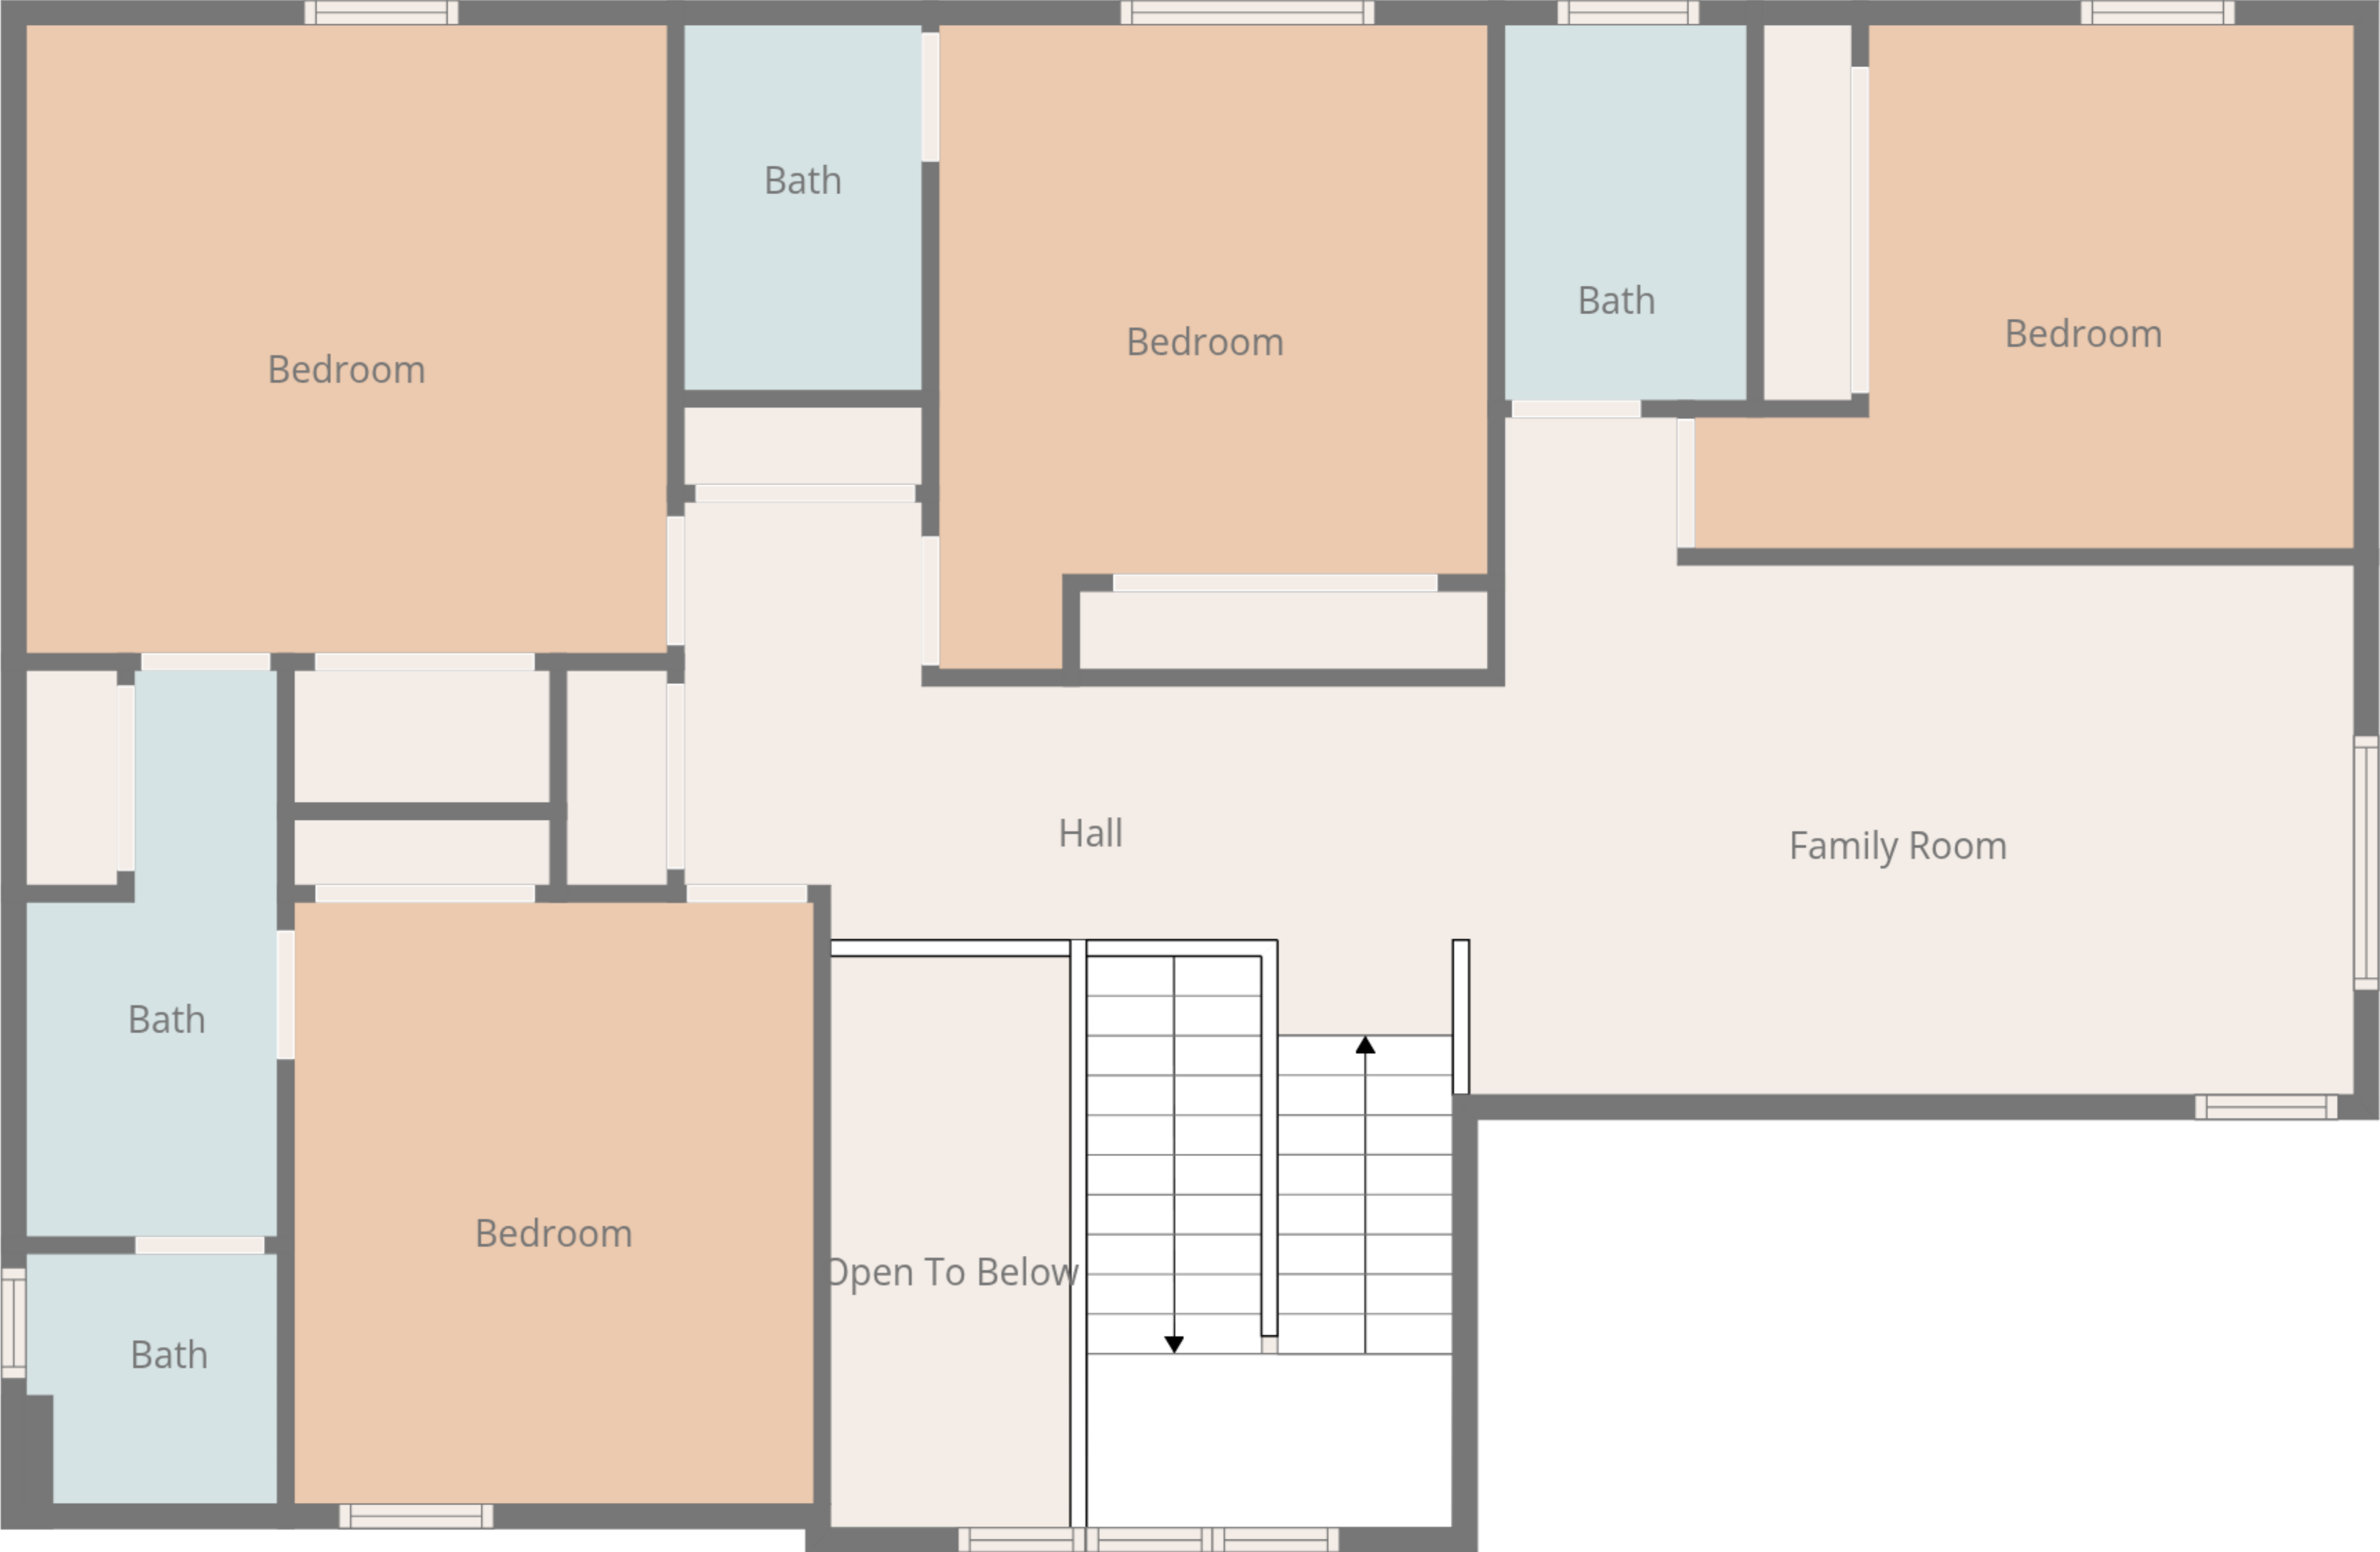 Bath
Bath
Bedroom
Bedroom
Bedroom
Hall
Family Room
Bath
Bedroom
Open To Below
Bath